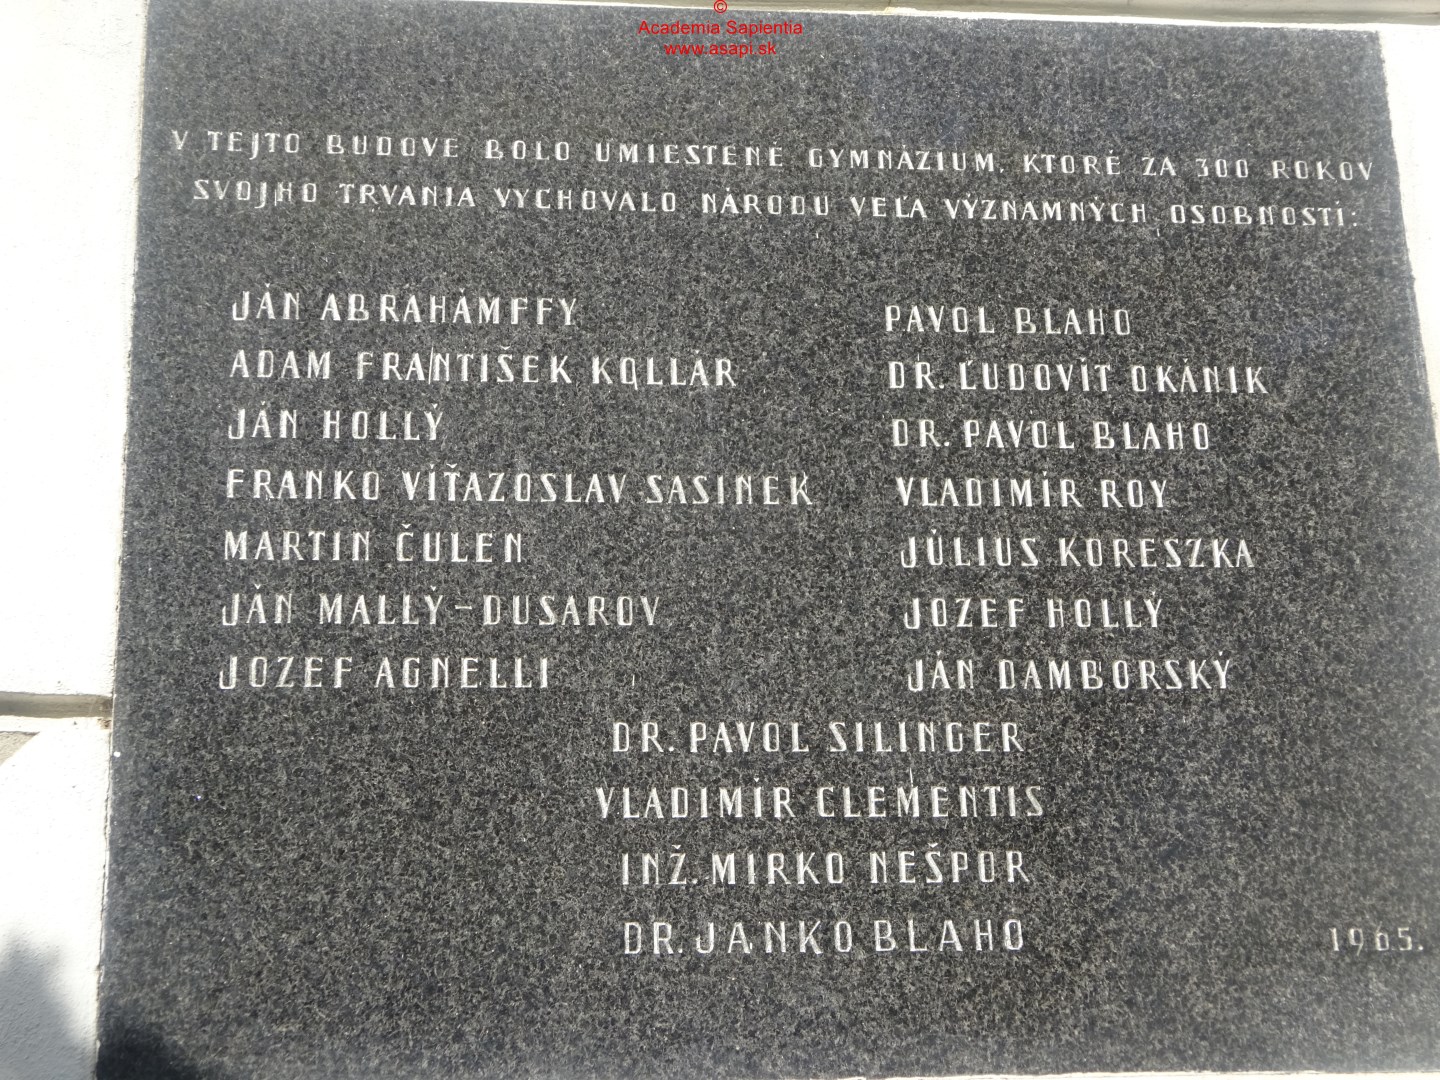 ©
Academia Sapientia
www.asapi.sk
V TEJTO BUDOVE BOLO UMIESTENÉ GYMNÁZIUM, KTORÉ ZA 300 ROKOV
SVOJHO TRVANIA VYCHOVALO NÁRODU VEĽA VÝZNAMNÝCH OSOBNOSTÍ:
JÁN ABRAHÁMFFY
ADAM FRANTIŠEK KOLLÁR
JÁN HOLLÝ
FRANKO VÍŤAZOSLAV SASINEK
MARTIN ČULEN
JÁN MALLÝ-DUSAROV
JOZEF AGNELLI
PAVOL BLAHO
DR. ĽUDOVÍT OKÁNIK
DR. PAVOL BLAHO
VLADIMÍR ROY
JÚLIUS KORESZKA
JOZEF HOLLÝ
JÁN DAMBORSKÝ
DR. PAVOL SILINGER
VLADIMÍR CLEMENTIS
INŽ. MIRKO NEŠPOR
DR. JANKO BLAHO
1965.